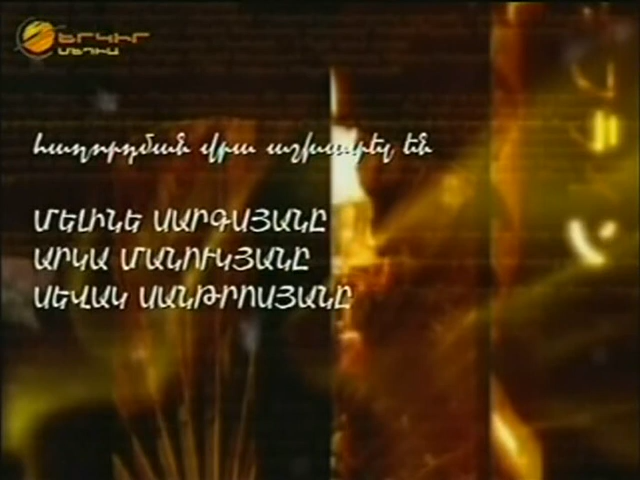 ԵՐԿԻՐ
ՄԵԴԻԱ
հաղորդման վրա աշխատել են
ՄԵԼԻՆԵ ՍԱՐԳՍՅԱՆԸ
ԱՐԿԱ ՄԱՆՈՒԿՅԱՆԸ
ՍԵՎԱԿ ՍԱՆԹՐՈՍՅԱՆԸ